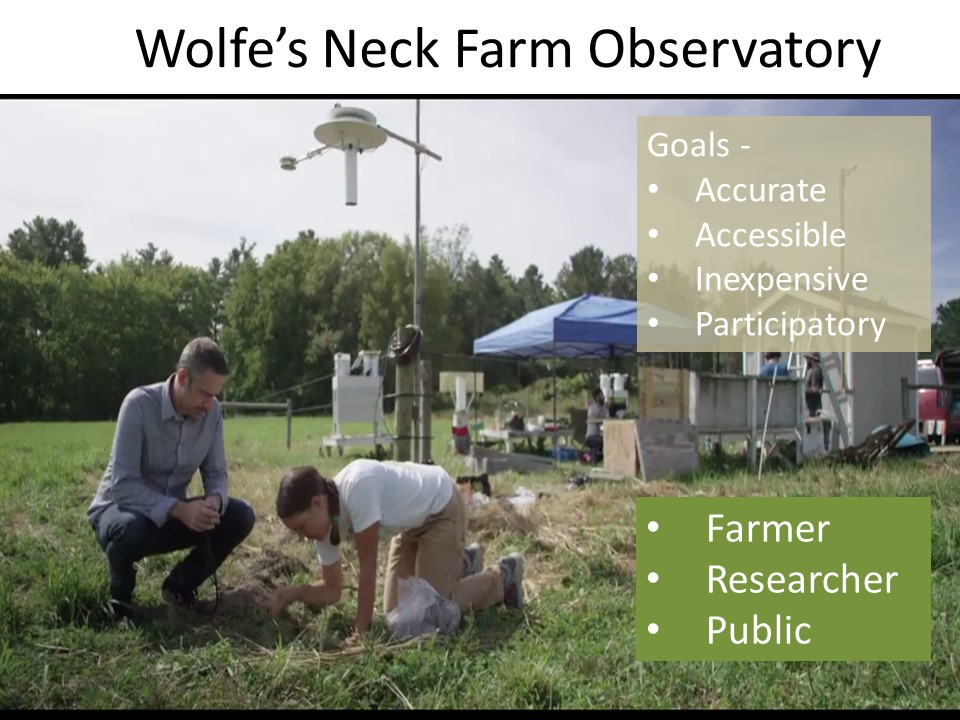 Wolfe’s Neck Farm Observatory
Goals -
• Accurate
• Accessible
• Inexpensive
• Participatory
• Farmer
• Researcher
• Public